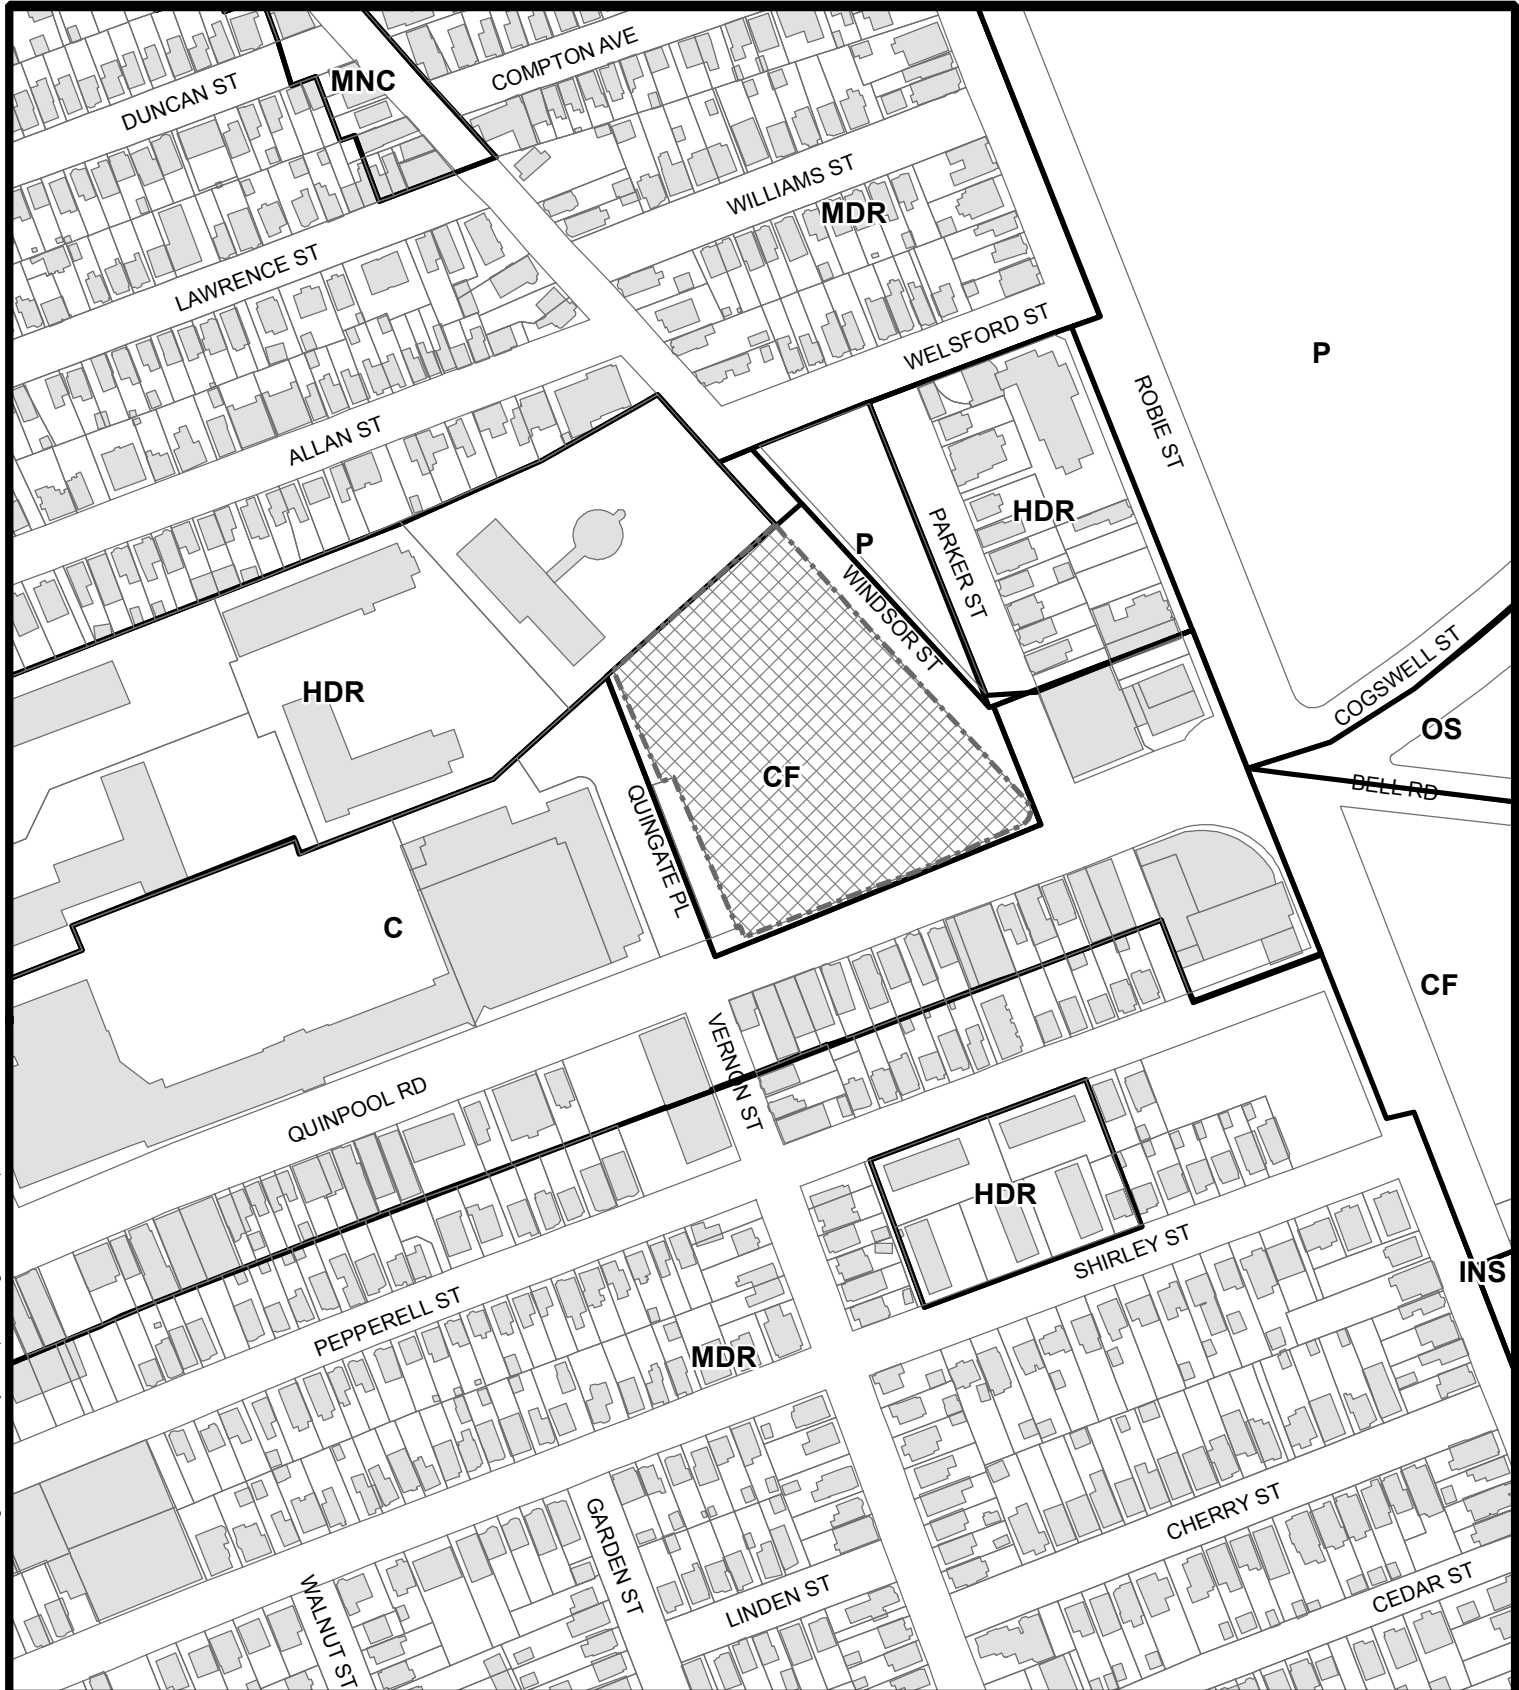 COMPTON AVE
MNC
DUNCAN ST
WILLIAMS ST
MDR
LAWRENCE ST
WELSFORD ST
P
ROBIE ST
ALLAN ST
HDR
P
PARKER ST
WINDSOR ST
COGSWELL ST
HDR
OS
CF
BELL RD
QUINGATE PL
C
CF
VERNON ST
QUINPOOL RD
HDR
SHIRLEY ST
INS
PEPPERELL ST
MDR
CHERRY ST
GARDEN ST
CEDAR ST
LINDEN ST
WALNUT ST